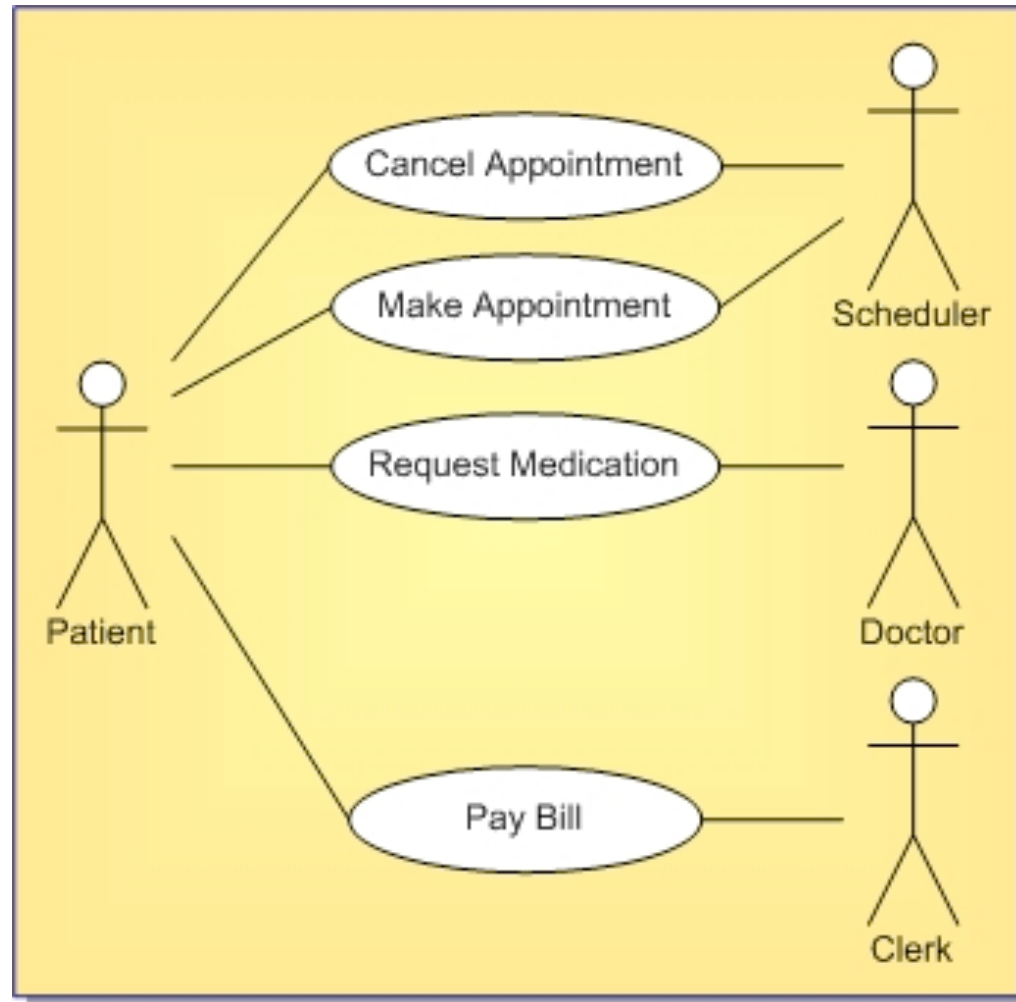 Cancel Appointment
Make Appointment
Scheduler
Request Medication
Patient
Doctor
Pay Bill
Clerk